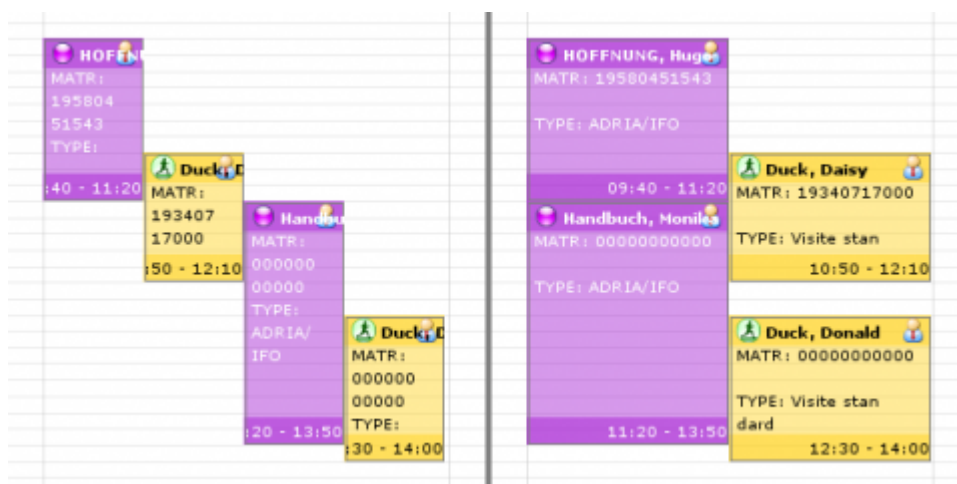 HOFFNU
MATR:
195804
51543
TYPE:
:40 - 11:20
Duck, D
MATR:
193407
17000
:50 - 12:10
Handbu
MATR:
000000
00000
TYPE:
ADRIA/
IFO
:20 - 13:50
Duck, D
MATR:
000000
00000
TYPE:
:30 - 14:00
HOFFNUNG, Hugo
MATR: 19580451543
TYPE: ADRIA/IFO
09:40 - 11:20
Handbuch, Monika
MATR: 00000000000
TYPE: ADRIA/IFO
11:20 - 13:50
Duck, Daisy
MATR: 19340717000
TYPE: Visite stan
10:50 - 12:10
Duck, Donald
MATR: 00000000000
TYPE: Visite stan
dard
12:30 - 14:00